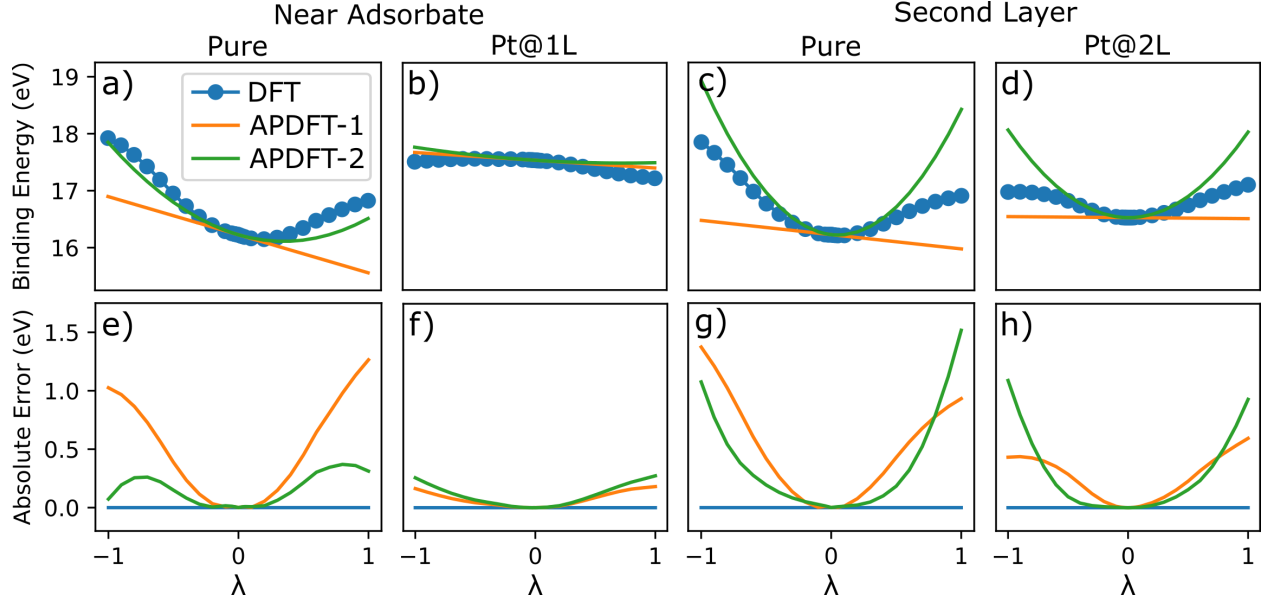 Near Adsorbate
Second Layer
Pure
Pt@1L
Pure
Pt@2L
Binding Energy (eV)
19
18
17
16
a)
DFT
APDFT-1
APDFT-2
b)
c)
d)
Absolute Error (eV)
1.5
1.0
0.5
0.0
e)
f)
g)
h)
−1 0 1
−1 0 1
−1 0 1
−1 0 1
λ
λ
λ
λ